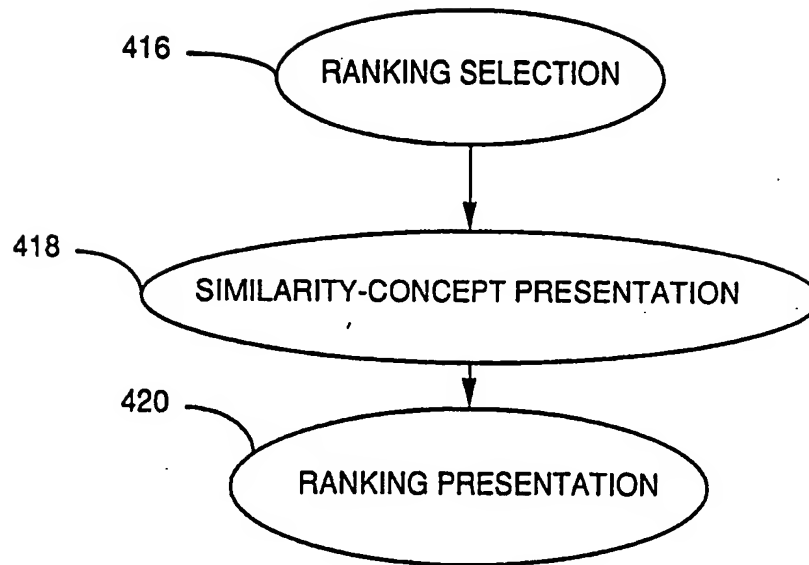 416
RANKING SELECTION
418
SIMILARITY-CONCEPT PRESENTATION
420
RANKING PRESENTATION